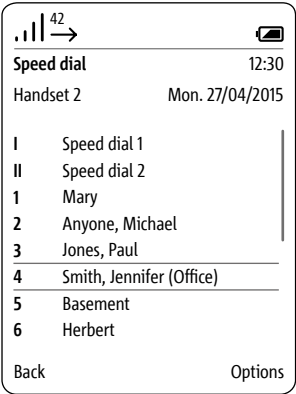 42
Speed dial 12:30
Handset 2 Mon. 27/04/2015
I Speed dial 1
II Speed dial 2
1 Mary
2 Anyone, Michael
3 Jones, Paul
4 Smith, Jennifer (Office)
5 Basement
6 Herbert
Back Options